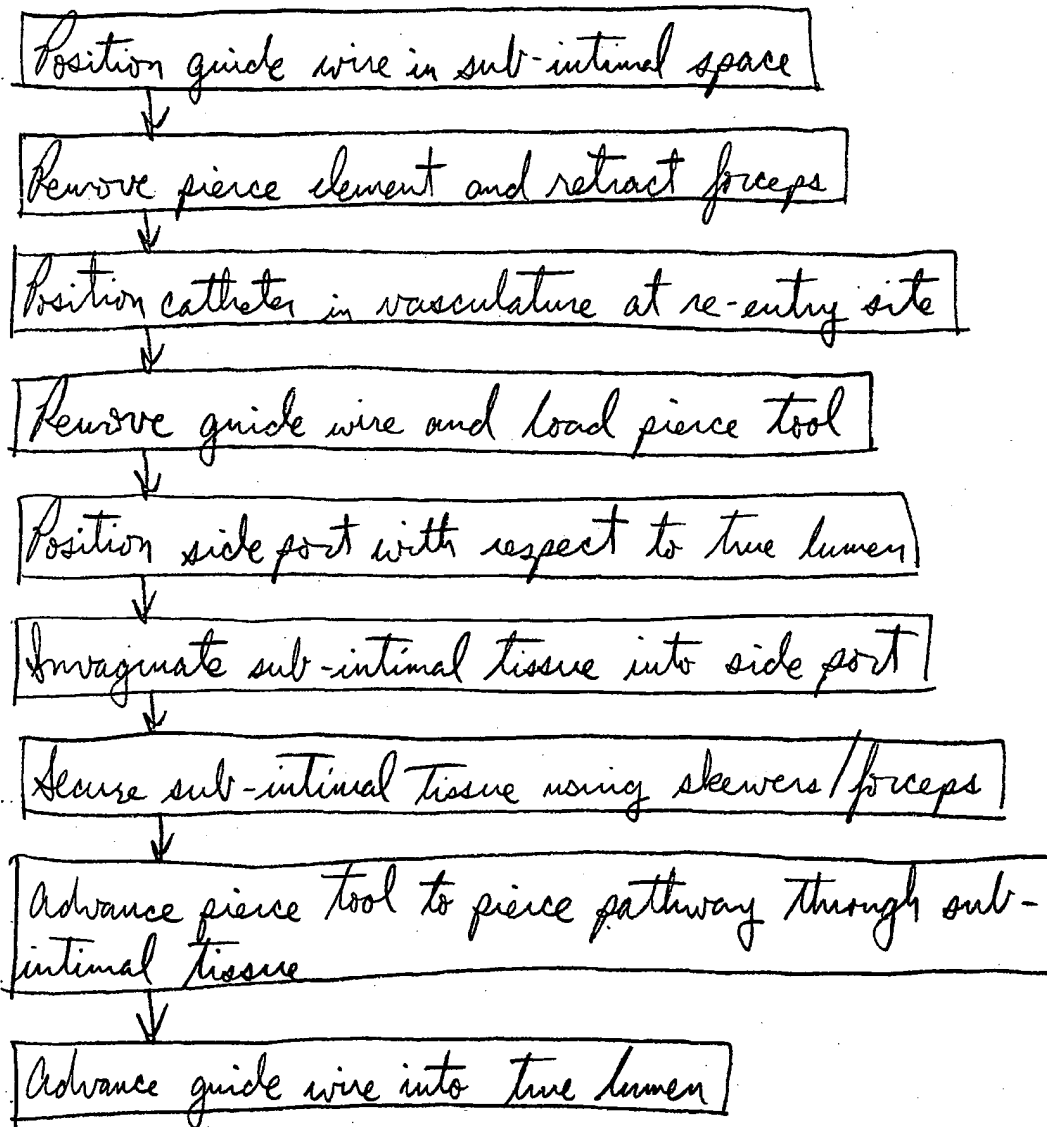 Position guide wire in sub-intimal space
Remove pierce element and retract forceps
Position catheter in vasculature at re-entry site
Remove guide wire and load pierce tool
Position side port with respect to true lumen
Invaginate sub-intimal tissue into side port
Secure sub-intimal tissue using skewers/forceps
Advance pierce tool to pierce pathway through sub-
intimal tissue
Advance guide wire into true lumen